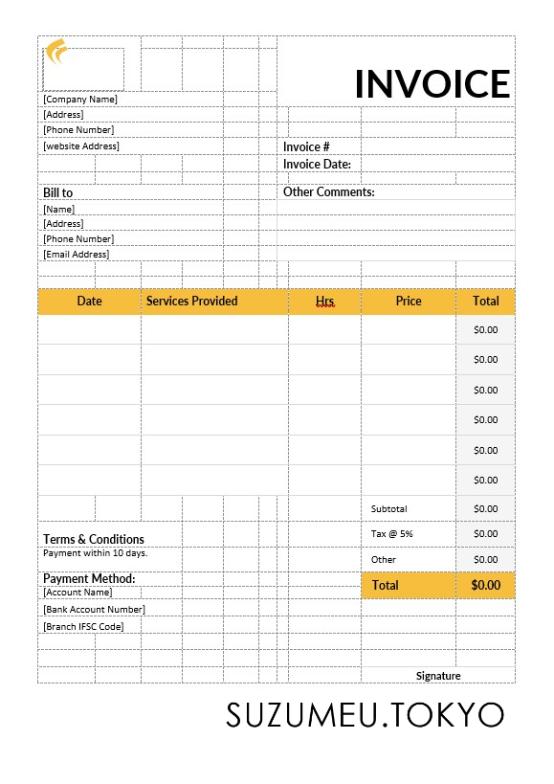 INVOICE
[Company Name]
[Address]
[Phone Number]
[website Address]
Invoice #
Invoice Date:
Bill to
Other Comments:
[Name]
[Address]
[Phone Number]
[Email Address]
Date Services Provided Hrs Price Total
$0.00
$0.00
$0.00
$0.00
$0.00
$0.00
Subtotal $0.00
Tax @ 5% $0.00
Other $0.00
Total $0.00
Terms & Conditions
Payment within 10 days.
Payment Method:
[Account Name]
[Bank Account Number]
[Branch IFSC Code]
Signature
SUZUMEU.TOKYO